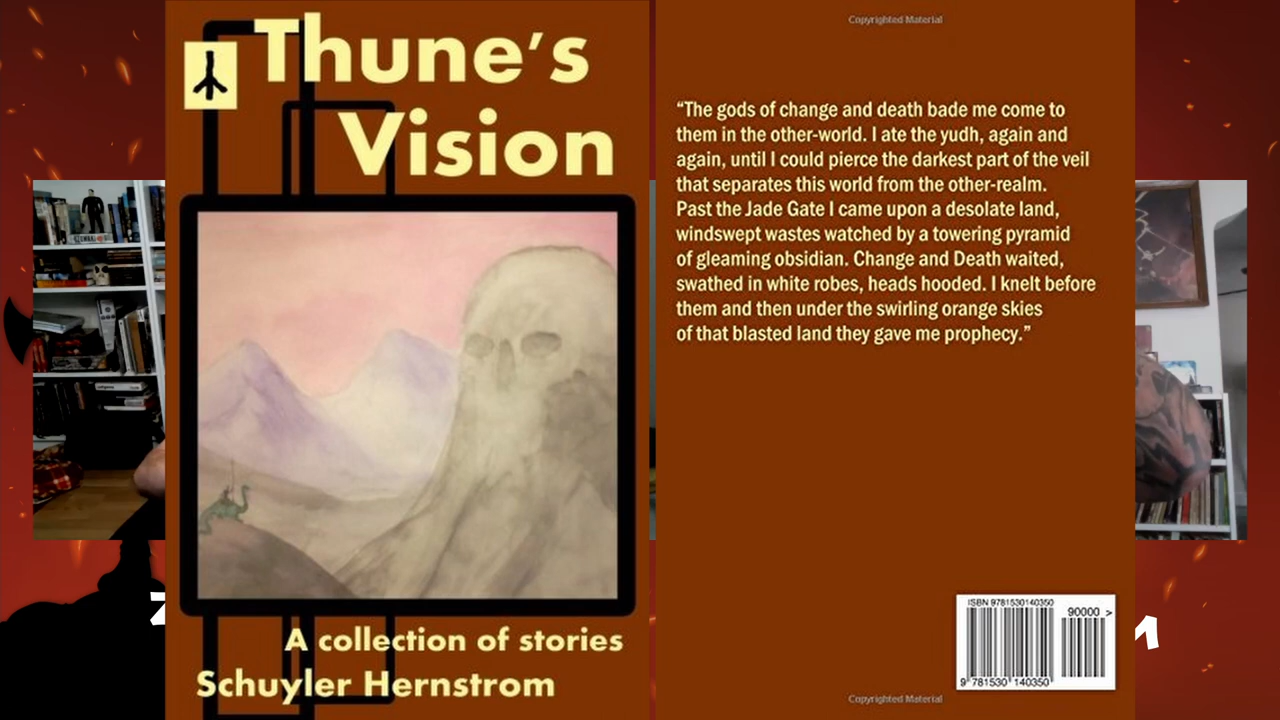 Thune's
Vision
A collection of stories
Schuyler Hernstrom
Copyrighted Material
“The gods of change and death bade me come to
them in the other-world. I ate the yudh, again and
again, until I could pierce the darkest part of the veil
that separates this world from the other-realm.
Past the Jade Gate I came upon a desolate land,
windswept wastes watched by a towering pyramid
of gleaming obsidian. Change and Death waited,
swathed in white robes, heads hooded. I knelt before
them and then under the swirling orange skies
of that blasted land they gave me prophecy.”
ISBN 9781530140350
90000 >
9 781530 140350
Copyrighted Material